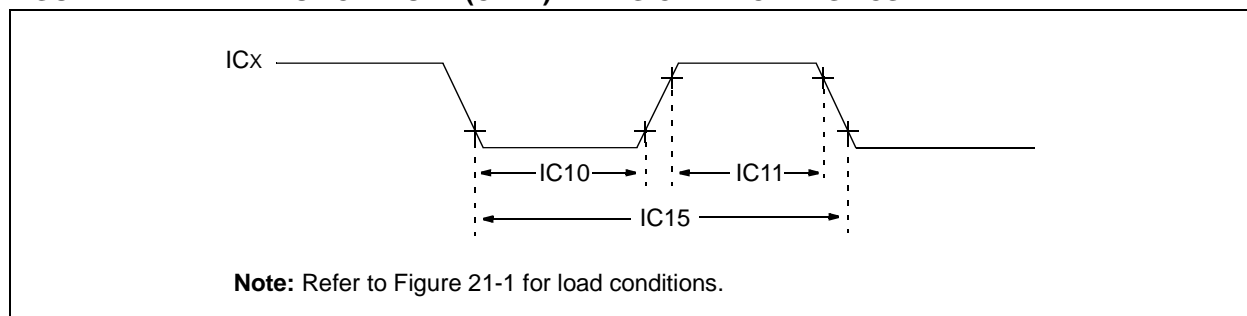 ICX
IC10
IC11
IC15
Note: Refer to Figure 21-1 for load conditions.